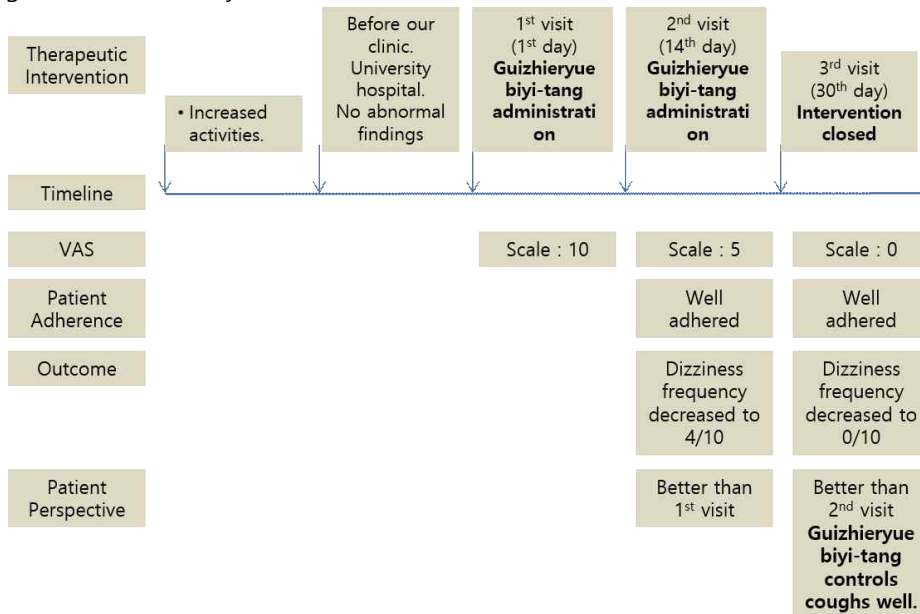 Therapeutic
Intervention
• Increased
activities.
Before our
clinic.
University
hospital.
No abnormal
findings
1st visit
(1st day)
Guizhieryue
biyi-tang
administrati
on
2nd visit
(14th day)
Guizhieryue
biyi-tang
administrati
on
3rd visit
(30th day)
Intervention
closed
Timeline
VAS
Scale : 10
Scale : 5
Scale : 0
Patient
Adherence
Well
adhered
Well
adhered
Outcome
Dizziness
frequency
decreased to
4/10
Dizziness
frequency
decreased to
0/10
Patient
Perspective
Better than
1st visit
Better than
2nd visit
Guizhieryue
biyi-tang
controls
coughs well.